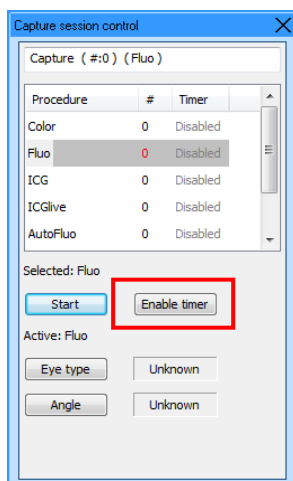 Capture session control
Capture ( #:0 ) ( Fluo )
Procedure # Timer
Color 0 Disabled
Fluo 0 Disabled
ICG 0 Disabled
ICGlive 0 Disabled
AutoFluo 0 Disabled
Selected: Fluo
Start Enable timer
Active: Fluo
Eye type Unknown
Angle Unknown